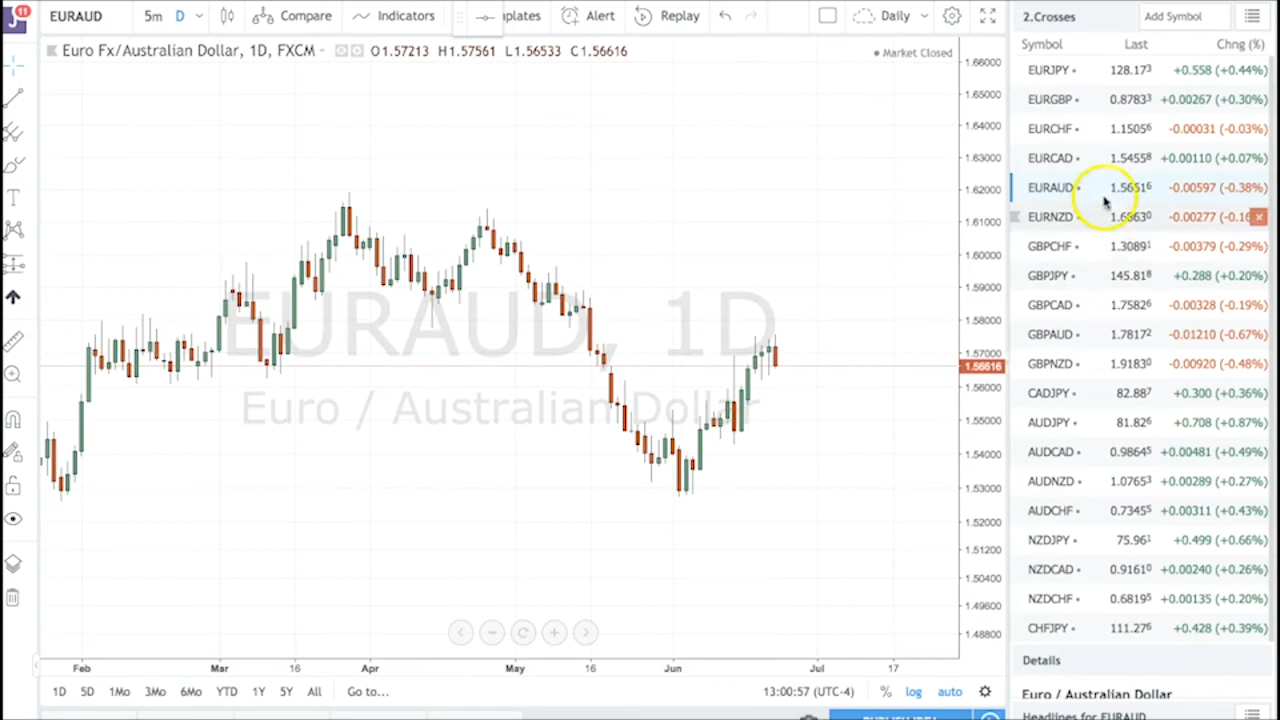 11
EURAUD 5m D Compare Indicators plates Alert Replay Daily
Euro Fx/Australian Dollar, 1D, FXCM O1.57213 H1.57561 L1.56533 C1.56616
Market Closed
EURAUD, 1D
Euro / Australian Dollar
1.66000
1.65000
1.64000
1.63000
1.62000
1.61000
1.60000
1.59000
1.58000
1.57000
1.56616
1.56000
1.55000
1.54000
1.53000
1.52000
1.51200
1.50400
1.49600
1.48800
Feb Mar 16 Apr May 16 Jun Jul 17
1D 5D 1Mo 3Mo 6Mo YTD 1Y 5Y All Go to... 13:00:57 (UTC-4) % log auto
PUBLISH IDEA
2.Crosses Add Symbol
Symbol Last Chng (%)
EURJPY 128.173 +0.558 (+0.44%)
EURGBP 0.87833 +0.00267 (+0.30%)
EURCHF 1.15056 -0.00031 (-0.03%)
EURCAD 1.54558 +0.00110 (+0.07%)
EURAUD 1.56616 -0.00597 (-0.38%)
EURNZD -0.00277 (-0.16
GBPCHF 1.30891 -0.00379 (-0.29%)
GBPJPY 145.818 +0.288 (+0.20%)
GBPCAD 1.75826 -0.00328 (-0.19%)
GBPAUD 1.78172 -0.01210 (-0.67%)
GBPNZD 1.91830 -0.00920 (-0.48%)
CADJPY 82.887 +0.300 (+0.36%)
AUDJPY 81.826 +0.708 (+0.87%)
AUDCAD 0.98645 +0.00481 (+0.49%)
AUDNZD 1.07653 +0.00289 (+0.27%)
AUDCHF 0.73455 +0.00311 (+0.43%)
NZDJPY 75.961 +0.499 (+0.66%)
NZDCAD 0.91610 +0.00240 (+0.26%)
NZDCHF 0.68195 +0.00135 (+0.20%)
CHFJPY 111.276 +0.428 (+0.39%)
Details
Euro / Australian Dollar
Headlines for EURAUD